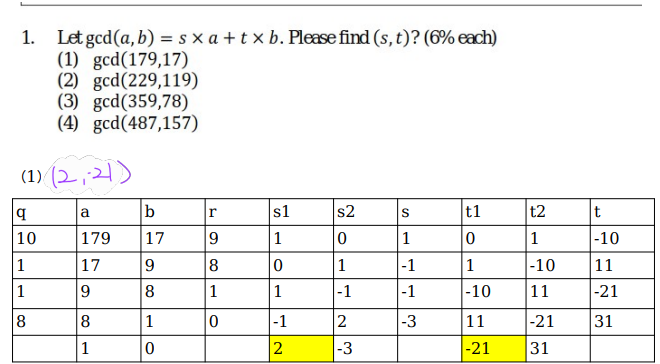 1. Let gcd(a, b) = s × a + t × b. Please find (s, t)? (6% each)
(1) gcd(179,17)
(2) gcd(229,119)
(3) gcd(359,78)
(4) gcd(487,157)
(1) (2,-21)
q a b r s1 s2 s t1 t2 t
10 179 17 9 1 0 1 0 1 -10
1 17 9 8 0 1 -1 1 -10 11
1 9 8 1 1 -1 -1 -10 11 -21
8 8 1 0 -1 2 -3 11 -21 31
1 0 2 -3 -21 31